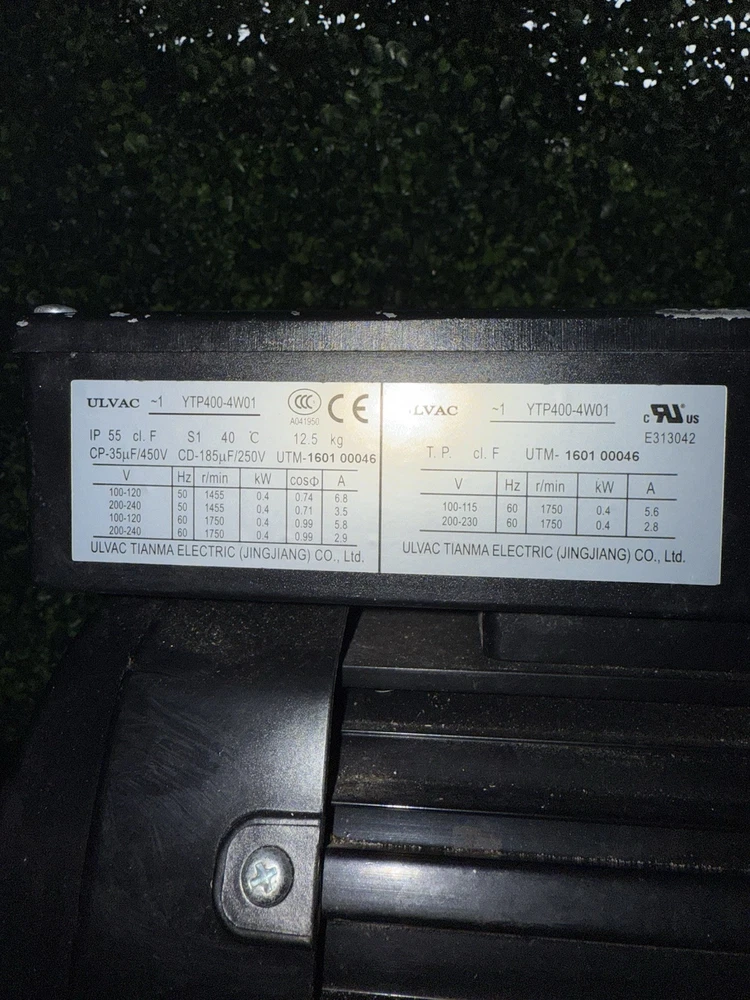 ULVAC ~1 YTP400-4W01 CCC CE
A041950
IP 55 cl. F S1 40 ℃ 12.5 kg
CP-35µF/450V CD-185µF/250V UTM-1601 00046
V Hz r/min kW cosΦ A
100-120 50 1455 0.4 0.74 6.8
200-240 50 1455 0.4 0.71 3.5
100-120 60 1750 0.4 0.99 5.8
200-240 60 1750 0.4 0.99 2.9
ULVAC TIANMA ELECTRIC (JINGJIANG) CO., Ltd.
ULVAC ~1 YTP400-4W01 c RU US
E313042
T. P. cl. F UTM- 1601 00046
V Hz r/min kW A
100-115 60 1750 0.4 5.6
200-230 60 1750 0.4 2.8
ULVAC TIANMA ELECTRIC (JINGJIANG) CO., Ltd.